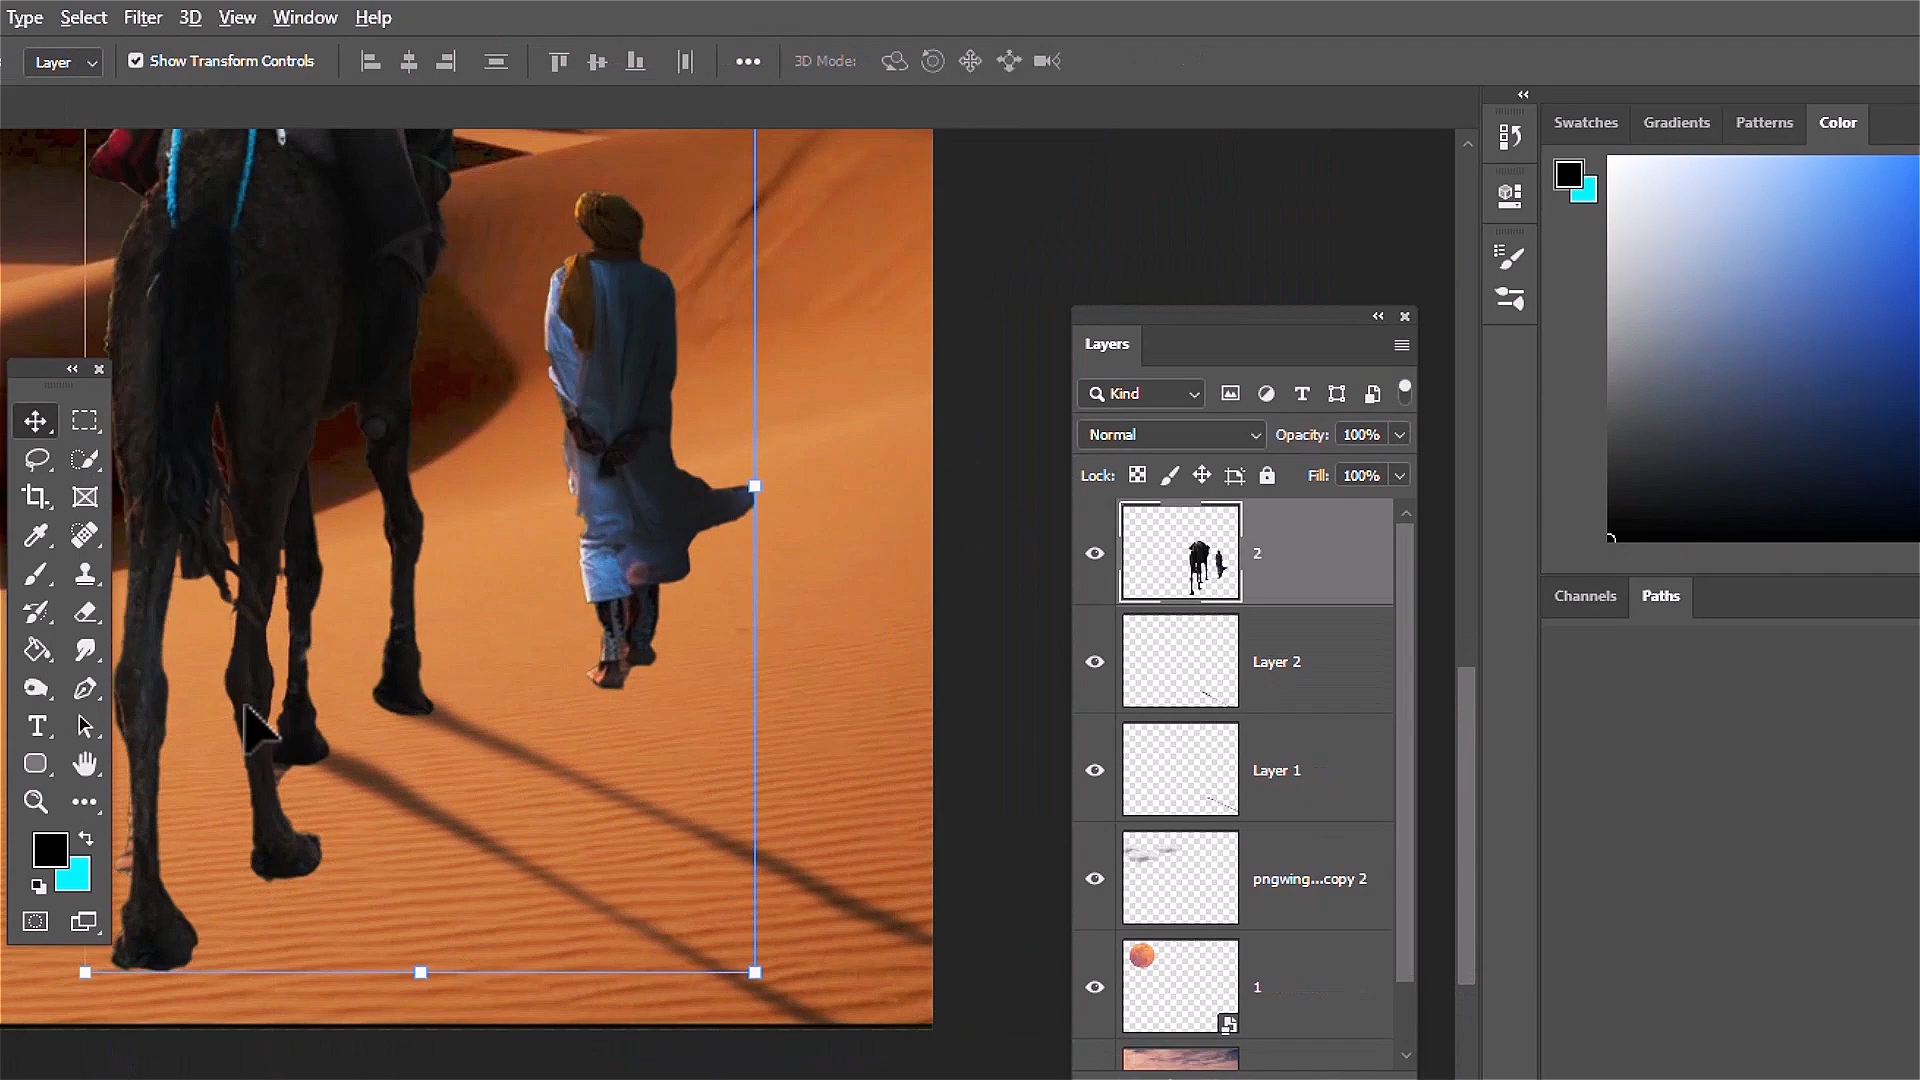 Type Select Filter 3D View Window Help
Layer Show Transform Controls 3D Mode:
Swatches Gradients Patterns Color
Layers
Kind
Normal Opacity: 100%
Lock: Fill: 100%
2
Layer 2
Layer 1
pngwing...copy 2
1
Channels Paths